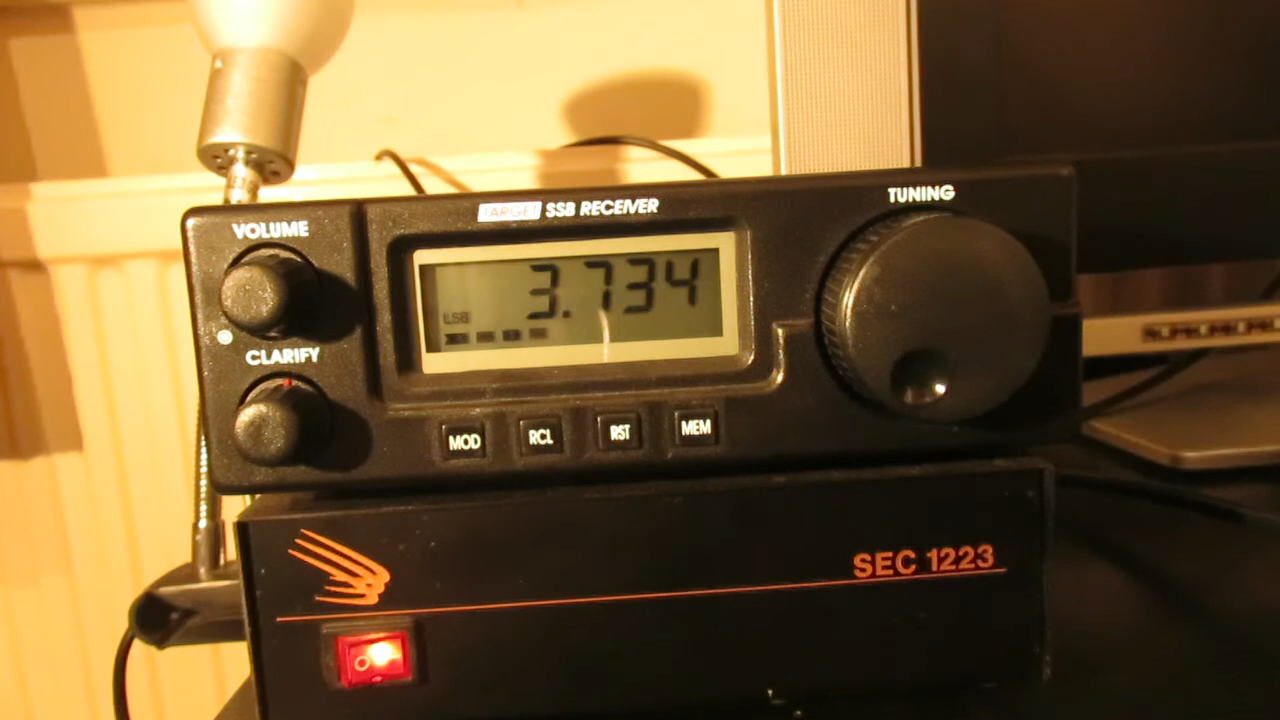 TUNING
TARGET SSB RECEIVER
VOLUME
3.734
LSB
CLARIFY
MOD RCL RST MEM
SEC 1223